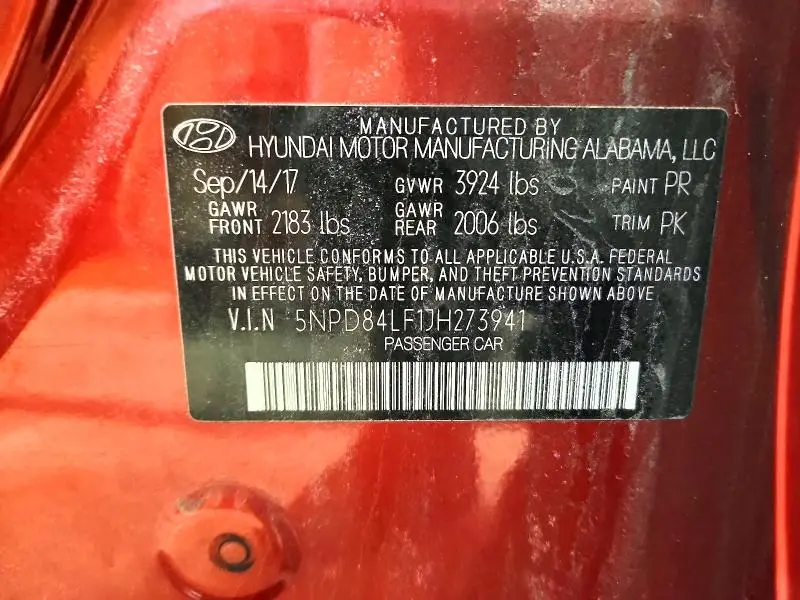 MANUFACTURED BY
HYUNDAI MOTOR MANUFACTURING ALABAMA, LLC
Sep/14/17 GVWR 3924 lbs PAINT PR
GAWR FRONT 2183 lbs GAWR REAR 2006 lbs TRIM PK
THIS VEHICLE CONFORMS TO ALL APPLICABLE U.S.A. FEDERAL
MOTOR VEHICLE SAFETY, BUMPER, AND THEFT PREVENTION STANDARDS
IN EFFECT ON THE DATE OF MANUFACTURE SHOWN ABOVE
V.I.N 5NPD84LF1JH273941
PASSENGER CAR